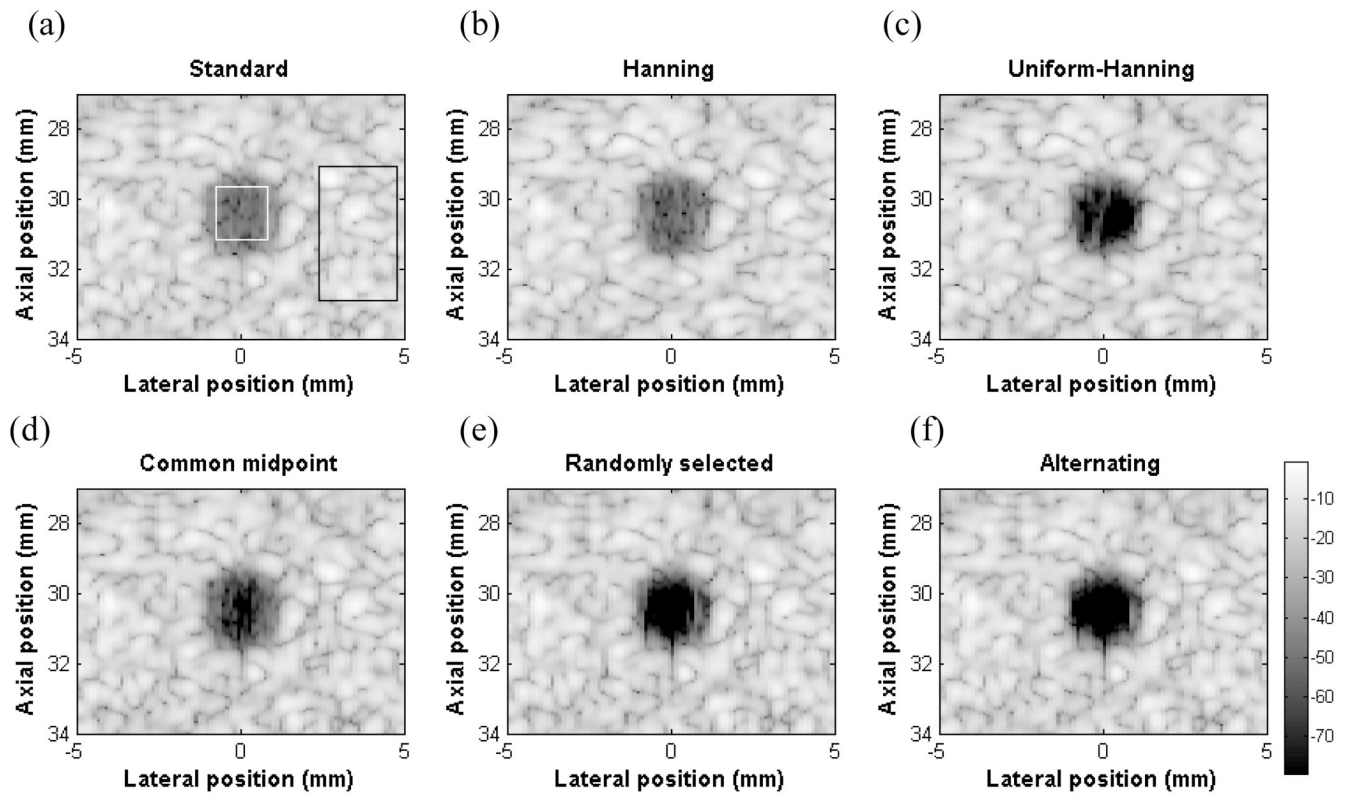 (a)
(b)
(c)
Standard
Hanning
Uniform-Hanning
Axial position (mm)
28
30
32
34
-5
0
5
Lateral position (mm)
Axial position (mm)
28
30
32
34
-5
0
5
Lateral position (mm)
Axial position (mm)
28
30
32
34
-5
0
5
Lateral position (mm)
(d)
(e)
(f)
Common midpoint
Randomly selected
Alternating
Axial position (mm)
28
30
32
34
-5
0
5
Lateral position (mm)
Axial position (mm)
28
30
32
34
-5
0
5
Lateral position (mm)
Axial position (mm)
28
30
32
34
-5
0
5
Lateral position (mm)
-10
-20
-30
-40
-50
-60
-70